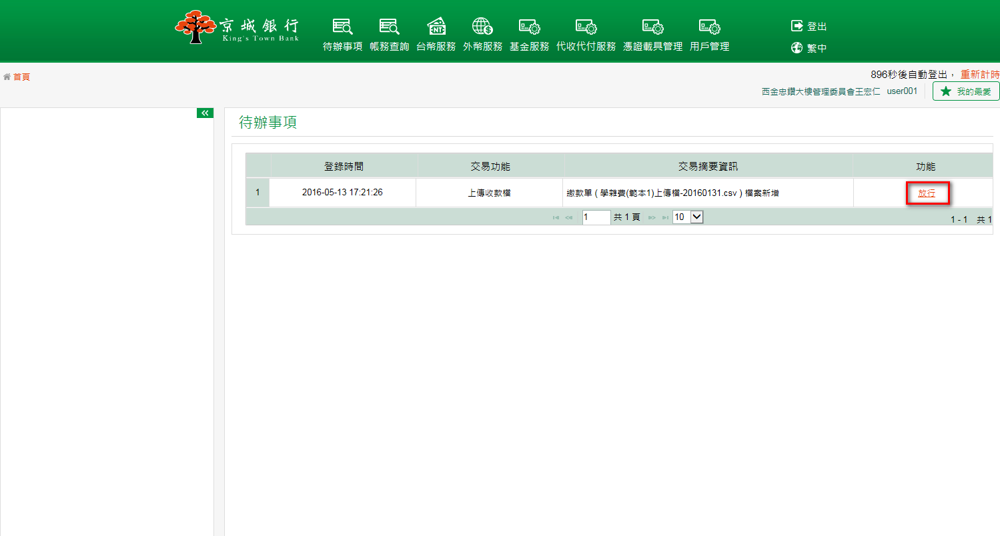 京城銀行
King's Town Bank
待辦事項 帳務查詢 台幣服務 外幣服務 基金服務 代收代付服務 憑證載具管理 用戶管理
NT
$
登出
繁中
首頁
896秒後自動登出， 重新計時
西金忠鑽大樓管理委員會王宏仁 user001
我的最愛
待辦事項
登錄時間 交易功能 交易摘要資訊 功能
1 2016-05-13 17:21:26 上傳收款檔 繳款單 ( 學雜費(範本1)上傳檔-20160131.csv ) 檔案新增 放行
1 共 1 頁 10 1 - 1 共 1